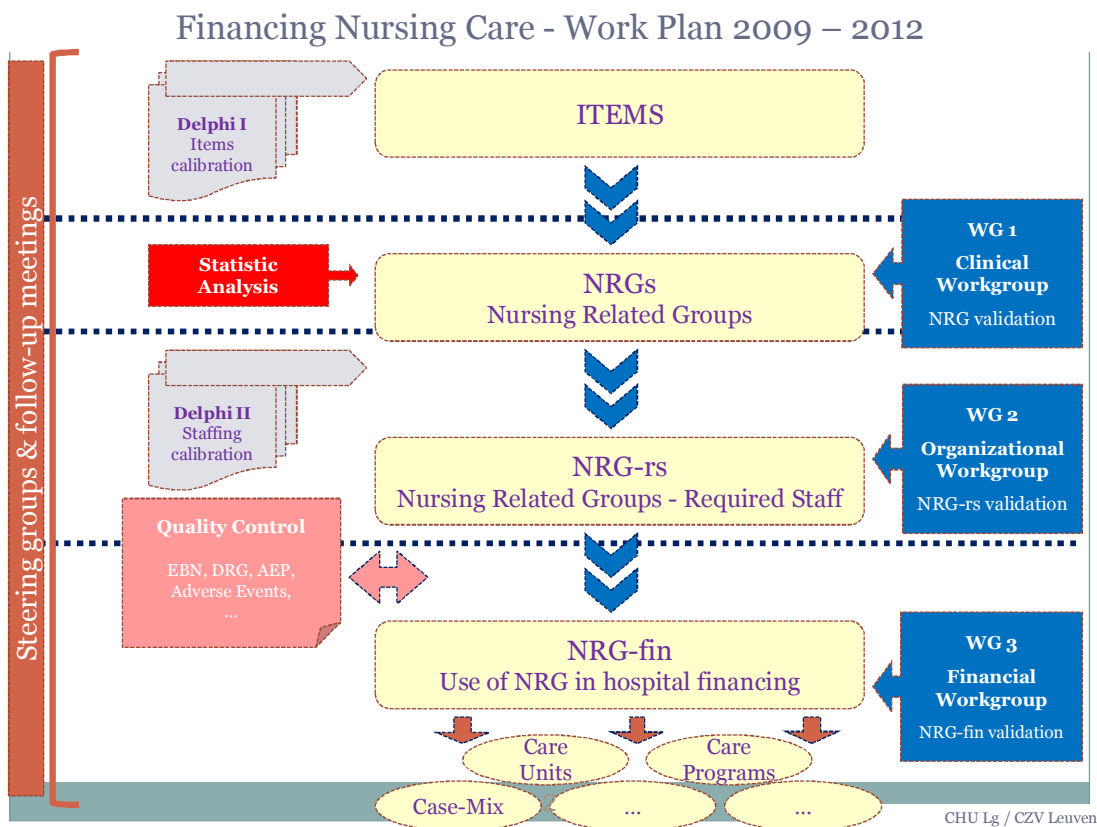 Financing Nursing Care - Work Plan 2009 – 2012
Steering groups & follow-up meetings
Delphi I
Items
calibration
ITEMS
Statistic
Analysis
NRGs
Nursing Related Groups
WG 1
Clinical
Workgroup
NRG validation
Delphi II
Staffing
calibration
NRG-rs
Nursing Related Groups - Required Staff
WG 2
Organizational
Workgroup
NRG-rs validation
Quality Control
EBN, DRG, AEP,
Adverse Events,
...
NRG-fin
Use of NRG in hospital financing
WG 3
Financial
Workgroup
NRG-fin validation
Care
Units
Care
Programs
Case-Mix
...
...
CHU Lg / CZV Leuven